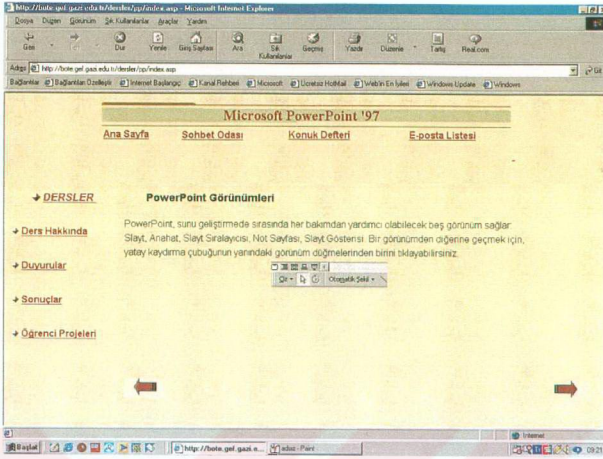 http://bote.gef.gazi.edu.tr/dersler/pp/index.asp - Microsoft Internet Explorer
Dosya Düzen Görünüm Sık Kullanılanlar Araçlar Yardım
Geri Dur Yenile Giriş Sayfası Ara Sık Kullanılanlar Geçmiş Yazdır Düzenle Tartış Real.com
Adres http://bote.gef.gazi.edu.tr/dersler/pp/index.asp Git
Bağlantılar Bağlantıları Özelleştir Internet Başlangıç Kanal Rehberi Microsoft Ücretsiz HotMail Web'in En İyileri Windows Update Windows
Microsoft PowerPoint '97
Ana Sayfa Sohbet Odası Konuk Defteri E-posta Listesi
DERSLER
PowerPoint Görünümleri
Ders Hakkında
PowerPoint, sunu geliştirmede sırasında her bakımdan yardımcı olabilecek beş görünüm sağlar:
Slayt, Anahat, Slayt Sıralayıcısı, Not Sayfası, Slayt Gösterisi. Bir görünümden diğerine geçmek için,
yatay kaydırma çubuğunun yanındaki görünüm düğmelerinden birini tıklayabilirsiniz.
Çiz Otomatik Şekil
Duyurular
Sonuçlar
Öğrenci Projeleri
Internet
Başlat http://bote.gef.gazi.e... adsız - Paint 09:21